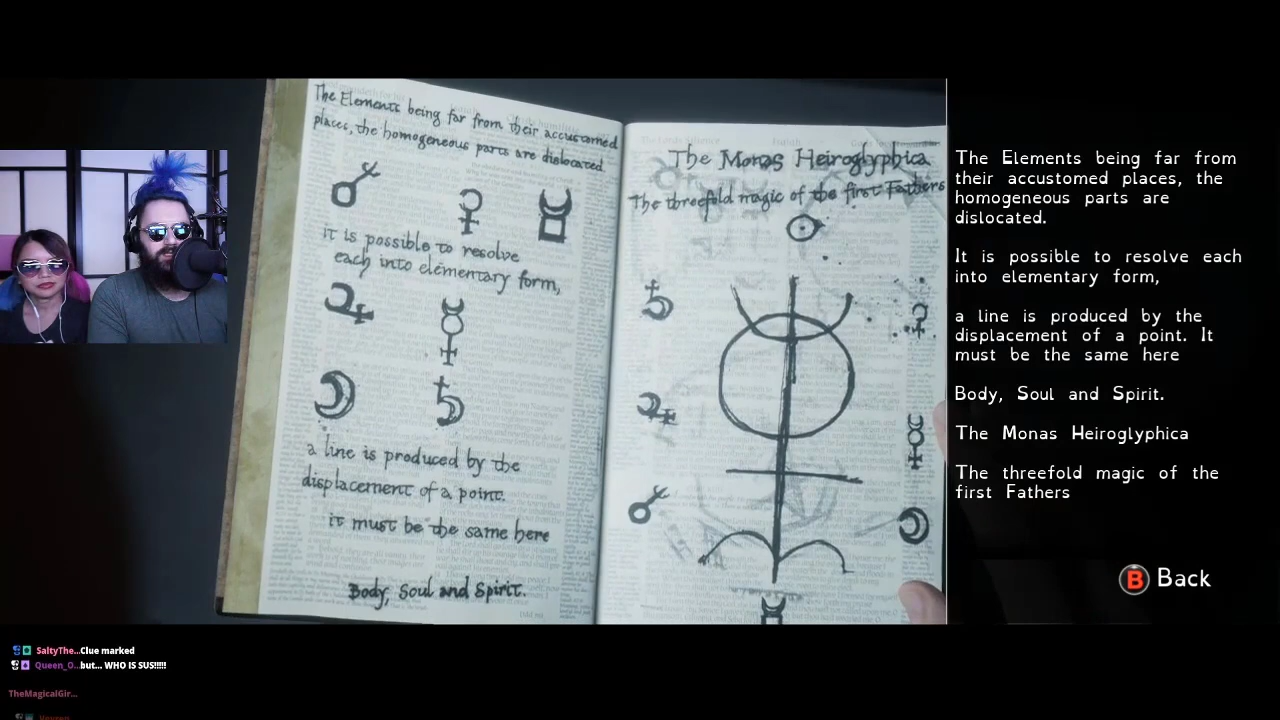 The Elements being far from their accustomed
places, the homogeneous parts are dislocated
it is possible to resolve
each into elementary form,
a line is produced by the
displacement of a point.
it must be the same here
Body, Soul and Spirit.
The Monas Heiroglyphica
The threefold magic of the first Fathers
The Elements being far from
their accustomed places, the
homogeneous parts are
dislocated.
It is possible to resolve each
into elementary form,
a line is produced by the
displacement of a point. It
must be the same here
Body, Soul and Spirit.
The Monas Heiroglyphica
The threefold magic of the
first Fathers
B Back
SaltyThe...Clue marked
Queen_O...but... WHO IS SUS!!!!!
TheMagicalGir...